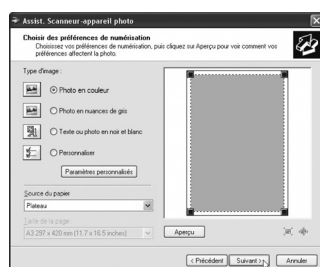 Assist. Scanneur-appareil photo
Choisir des préférences de numérisation
Choisissez vos préférences de numérisation, puis cliquez sur Aperçu pour voir comment vos
préférences affectent la photo.
Type d'image :
Photo en couleur
Photo en nuances de gris
Texte ou photo en noir et blanc
Personnaliser
Paramètres personnalisés
Source du papier
Plateau
Taille de la page :
A3 297 x 420 mm (11.7 x 16.5 inches)
Aperçu
< Précédent
Suivant >
Annuler